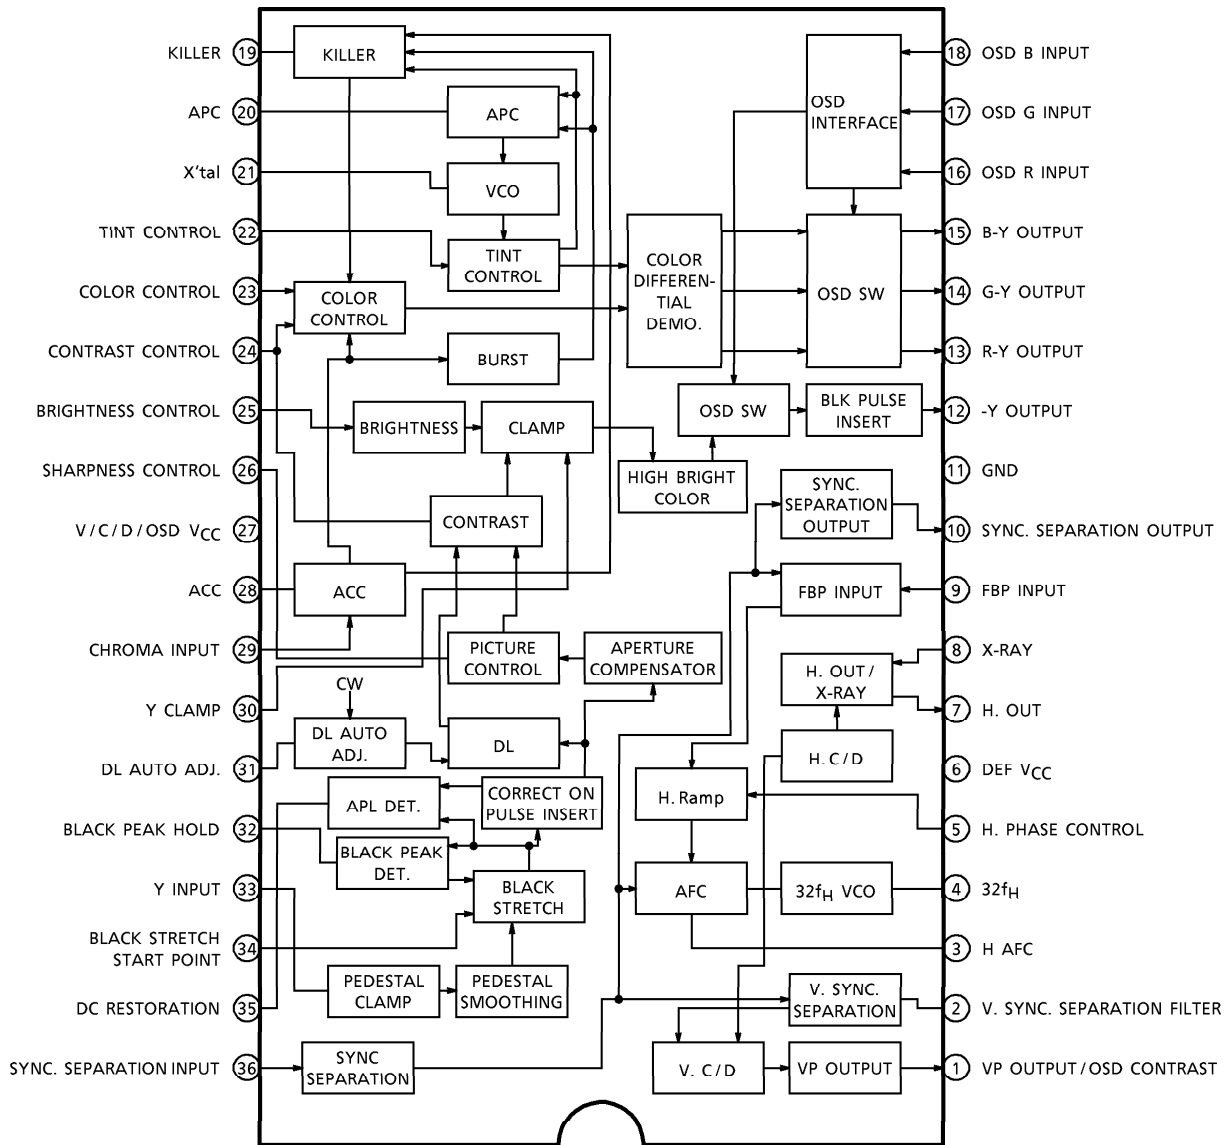 KILLER 19
APC 20
X'tal 21
TINT CONTROL 22
COLOR CONTROL 23
CONTRAST CONTROL 24
BRIGHTNESS CONTROL 25
SHARPNESS CONTROL 26
V/C/D/OSD VCC 27
ACC 28
CHROMA INPUT 29
Y CLAMP 30
DL AUTO ADJ. 31
BLACK PEAK HOLD 32
Y INPUT 33
BLACK STRETCH
START POINT 34
DC RESTORATION 35
SYNC. SEPARATION INPUT 36
KILLER
APC
VCO
TINT
CONTROL
COLOR
CONTROL
BURST
BRIGHTNESS
CLAMP
CONTRAST
ACC
PICTURE
CONTROL
APERTURE
COMPENSATOR
CW
DL AUTO
ADJ.
DL
APL DET.
CORRECT ON
PULSE INSERT
BLACK PEAK
DET.
BLACK
STRETCH
PEDESTAL
CLAMP
PEDESTAL
SMOOTHING
SYNC
SEPARATION
OSD
INTERFACE
COLOR
DIFFEREN-
TIAL
DEMO.
OSD SW
OSD SW
BLK PULSE
INSERT
HIGH BRIGHT
COLOR
SYNC.
SEPARATION
OUTPUT
FBP INPUT
H. OUT/
X-RAY
H. C/D
H. Ramp
AFC
32fH VCO
V. SYNC.
SEPARATION
V. C/D
VP OUTPUT
18 OSD B INPUT
17 OSD G INPUT
16 OSD R INPUT
15 B-Y OUTPUT
14 G-Y OUTPUT
13 R-Y OUTPUT
12 -Y OUTPUT
11 GND
10 SYNC. SEPARATION OUTPUT
9 FBP INPUT
8 X-RAY
7 H. OUT
6 DEF VCC
5 H. PHASE CONTROL
4 32fH
3 H AFC
2 V. SYNC. SEPARATION FILTER
1 VP OUTPUT/OSD CONTRAST